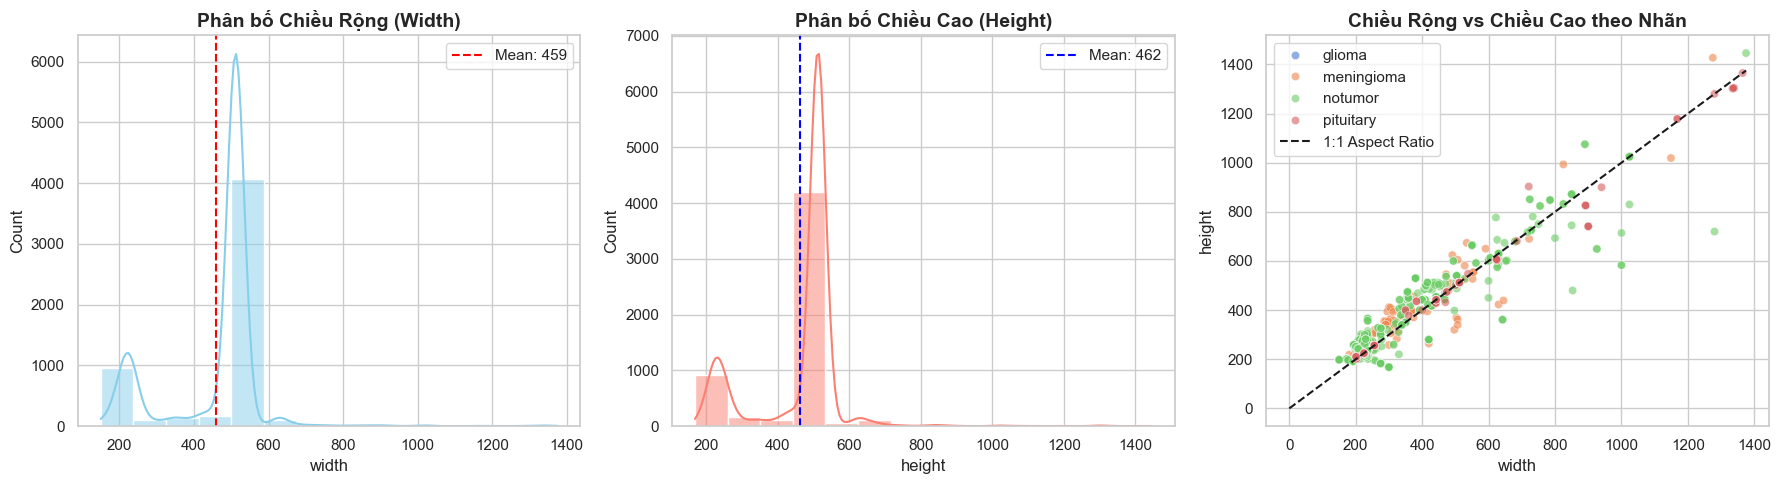 Phân bố Chiều Rộng (Width)
6000
5000
4000
3000
2000
1000
0
Count
200
400
600
800
1000
1200
1400
width
Mean: 459
Phân bố Chiều Cao (Height)
7000
6000
5000
4000
3000
2000
1000
0
Count
200
400
600
800
1000
1200
1400
height
Mean: 462
Chiều Rộng vs Chiều Cao theo Nhãn
1400
1200
1000
800
600
400
200
0
height
0
200
400
600
800
1000
1200
1400
width
glioma
meningioma
notumor
pituitary
1:1 Aspect Ratio